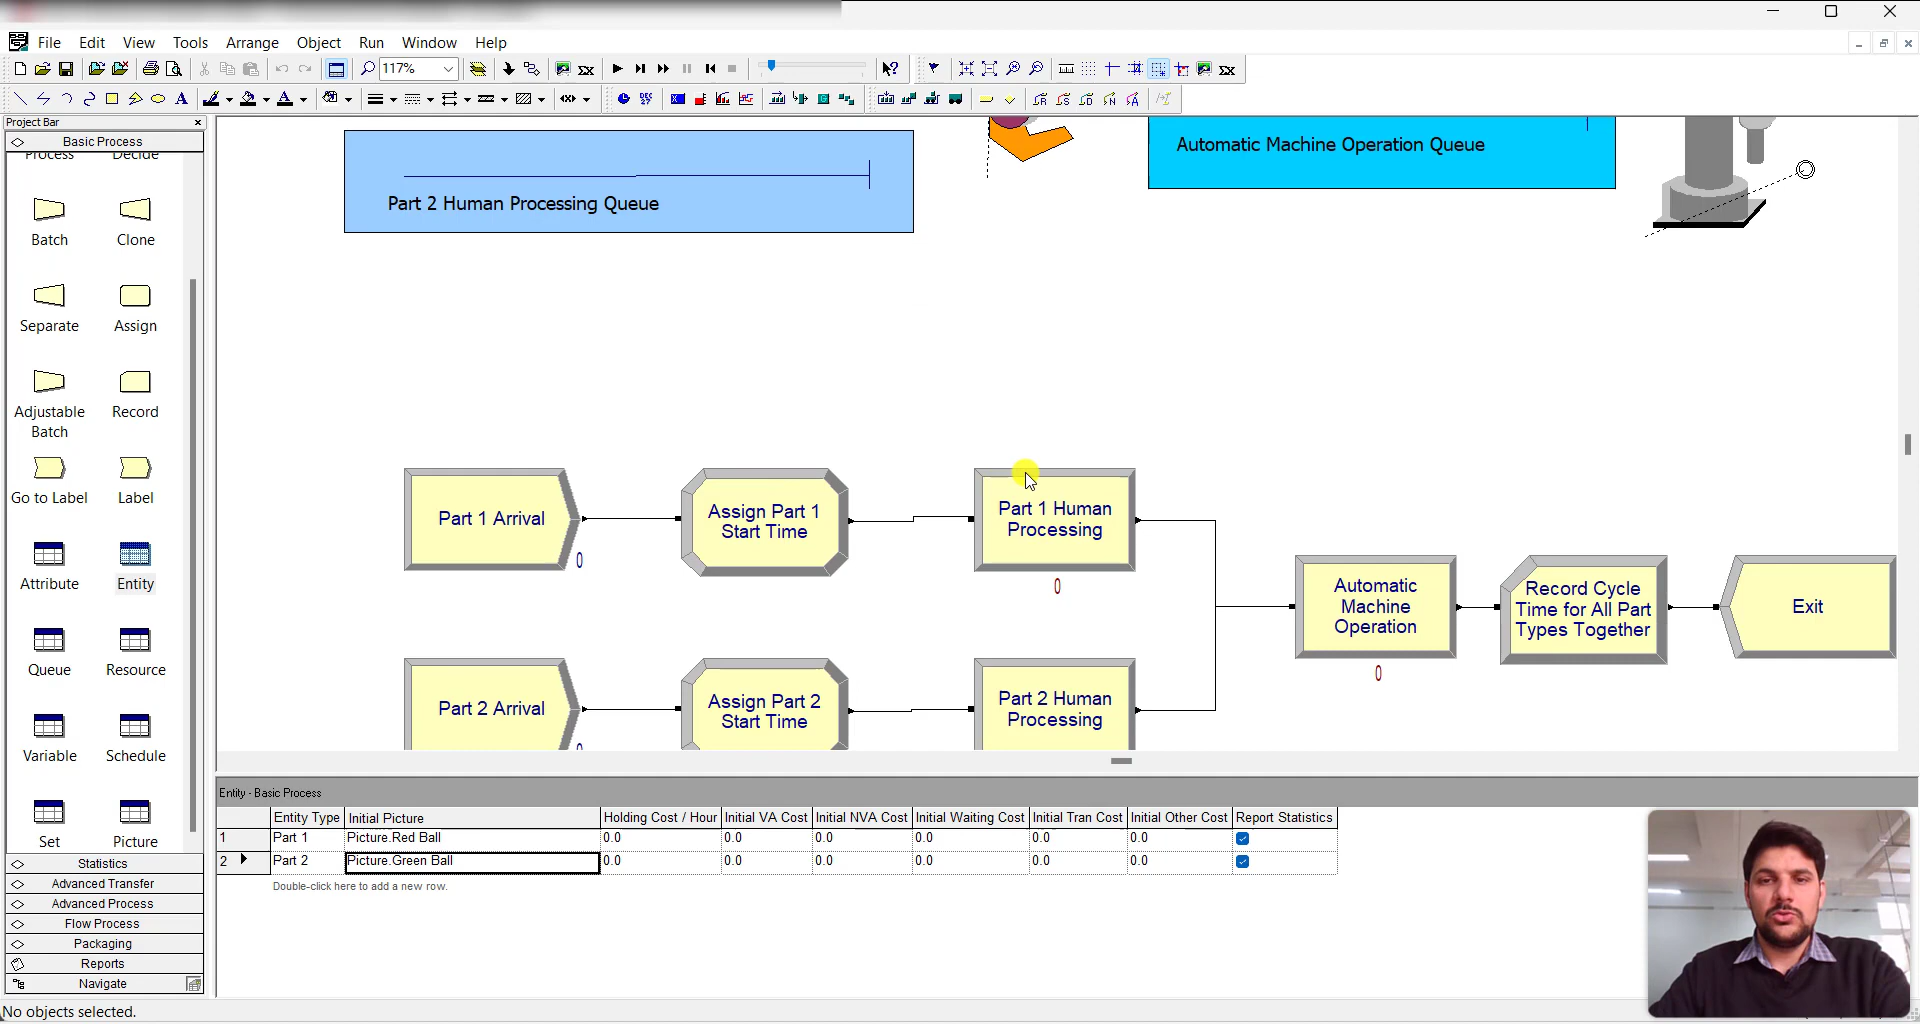 File Edit View Tools Arrange Object Run Window Help
117%
Project Bar
Basic Process
Process Decide
Batch Clone
Separate Assign
Adjustable Batch Record
Go to Label Label
Attribute Entity
Queue Resource
Variable Schedule
Set Picture
Statistics
Advanced Transfer
Advanced Process
Flow Process
Packaging
Reports
Navigate
Part 2 Human Processing Queue
Automatic Machine Operation Queue
Part 1 Arrival
0
Assign Part 1
Start Time
Part 1 Human
Processing
0
Automatic
Machine
Operation
0
Record Cycle
Time for All Part
Types Together
Exit
Part 2 Arrival
Assign Part 2
Start Time
Part 2 Human
Processing
Entity - Basic Process
Entity Type Initial Picture Holding Cost / Hour Initial VA Cost Initial NVA Cost Initial Waiting Cost Initial Tran Cost Initial Other Cost Report Statistics
1 Part 1 Picture.Red Ball 0.0 0.0 0.0 0.0 0.0 0.0
2 Part 2 Picture.Green Ball 0.0 0.0 0.0 0.0 0.0 0.0
Double-click here to add a new row.
No objects selected.